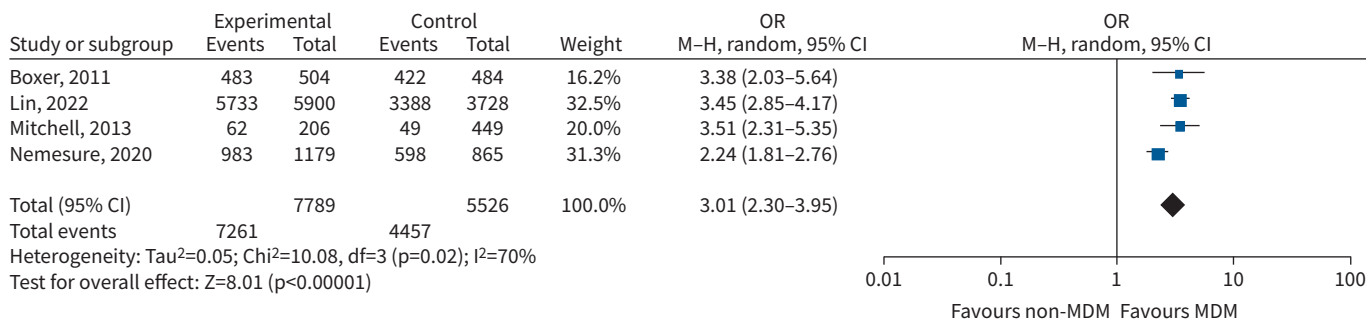 Experimental Control OR OR
Study or subgroup Events Total Events Total Weight M–H, random, 95% CI M–H, random, 95% CI
Boxer, 2011 483 504 422 484 16.2% 3.38 (2.03–5.64)
Lin, 2022 5733 5900 3388 3728 32.5% 3.45 (2.85–4.17)
Mitchell, 2013 62 206 49 449 20.0% 3.51 (2.31–5.35)
Nemesure, 2020 983 1179 598 865 31.3% 2.24 (1.81–2.76)
Total (95% CI) 7789 5526 100.0% 3.01 (2.30–3.95)
Total events 7261 4457
Heterogeneity: Tau²=0.05; Chi²=10.08, df=3 (p=0.02); I²=70%
Test for overall effect: Z=8.01 (p<0.00001)
0.01 0.1 1 10 100
Favours non-MDM Favours MDM